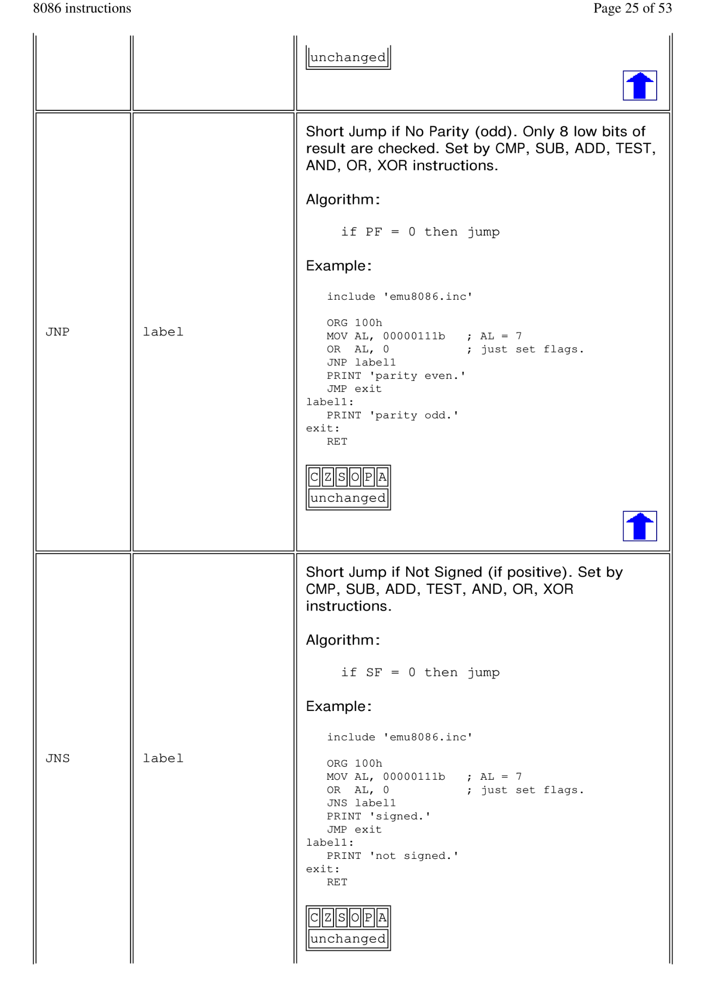 8086 instructions
Page 25 of 53
unchanged
JNP
label
Short Jump if No Parity (odd). Only 8 low bits of
result are checked. Set by CMP, SUB, ADD, TEST,
AND, OR, XOR instructions.
Algorithm:
if PF = 0 then jump
Example:
include 'emu8086.inc'
ORG 100h
MOV AL, 00000111b   ; AL = 7
OR  AL, 0           ; just set flags.
JNP label1
PRINT 'parity even.'
JMP exit
label1:
PRINT 'parity odd.'
exit:
RET
C Z S O P A
unchanged
JNS
label
Short Jump if Not Signed (if positive). Set by
CMP, SUB, ADD, TEST, AND, OR, XOR
instructions.
Algorithm:
if SF = 0 then jump
Example:
include 'emu8086.inc'
ORG 100h
MOV AL, 00000111b   ; AL = 7
OR  AL, 0           ; just set flags.
JNS label1
PRINT 'signed.'
JMP exit
label1:
PRINT 'not signed.'
exit:
RET
C Z S O P A
unchanged